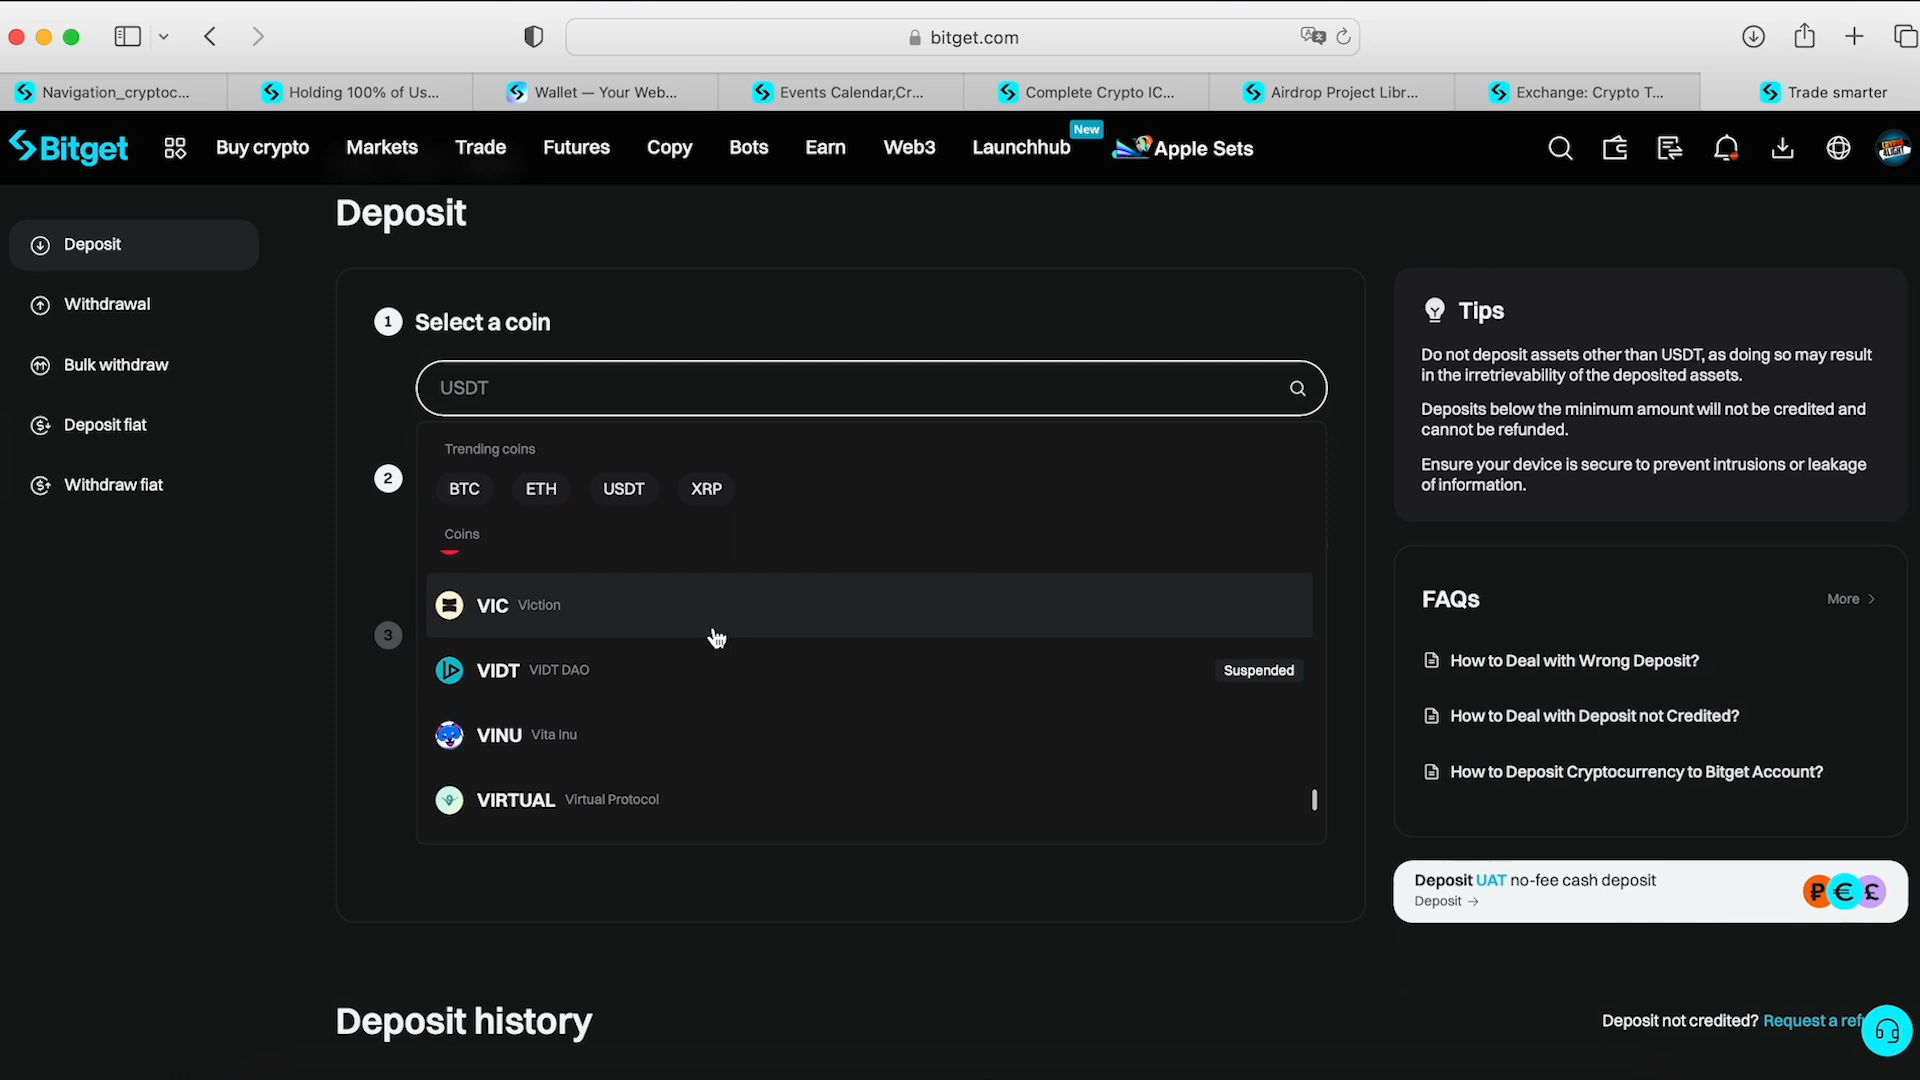 bitget.com
Navigation_cryptoc...
Holding 100% of Us...
Wallet — Your Web...
Events Calendar,Cr...
Complete Crypto IC...
Airdrop Project Libr...
Exchange: Crypto T...
Trade smarter
Bitget
Buy crypto
Markets
Trade
Futures
Copy
Bots
Earn
Web3
Launchhub
New
Apple Sets
Deposit
Withdrawal
Bulk withdraw
Deposit fiat
Withdraw fiat
Deposit
1 Select a coin
USDT
Trending coins
2
BTC ETH USDT XRP
Coins
VIC Viction
3
VIDT VIDT DAO Suspended
VINU Vita Inu
VIRTUAL Virtual Protocol
Tips
Do not deposit assets other than USDT, as doing so may result
in the irretrievability of the deposited assets.
Deposits below the minimum amount will not be credited and
cannot be refunded.
Ensure your device is secure to prevent intrusions or leakage
of information.
FAQs More
How to Deal with Wrong Deposit?
How to Deal with Deposit not Credited?
How to Deposit Cryptocurrency to Bitget Account?
Deposit UAT no-fee cash deposit
Deposit →
₽ € £
Deposit history
Deposit not credited? Request a ref